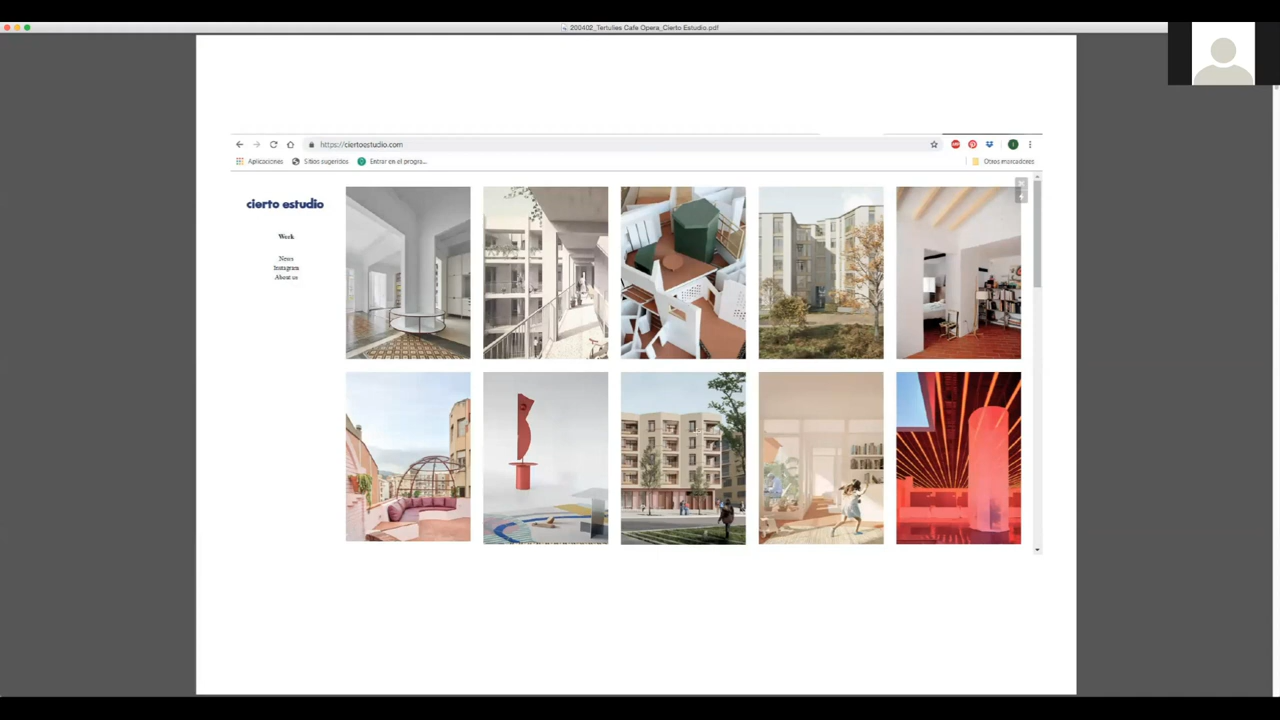 200402_Tertulies Cafe Opera_Cierto Estudio.pdf
https://ciertoestudio.com
Aplicaciones
Sitios sugeridos
Entrar en el progra...
Otros marcadores
cierto estudio
Work
News
Instagram
About us